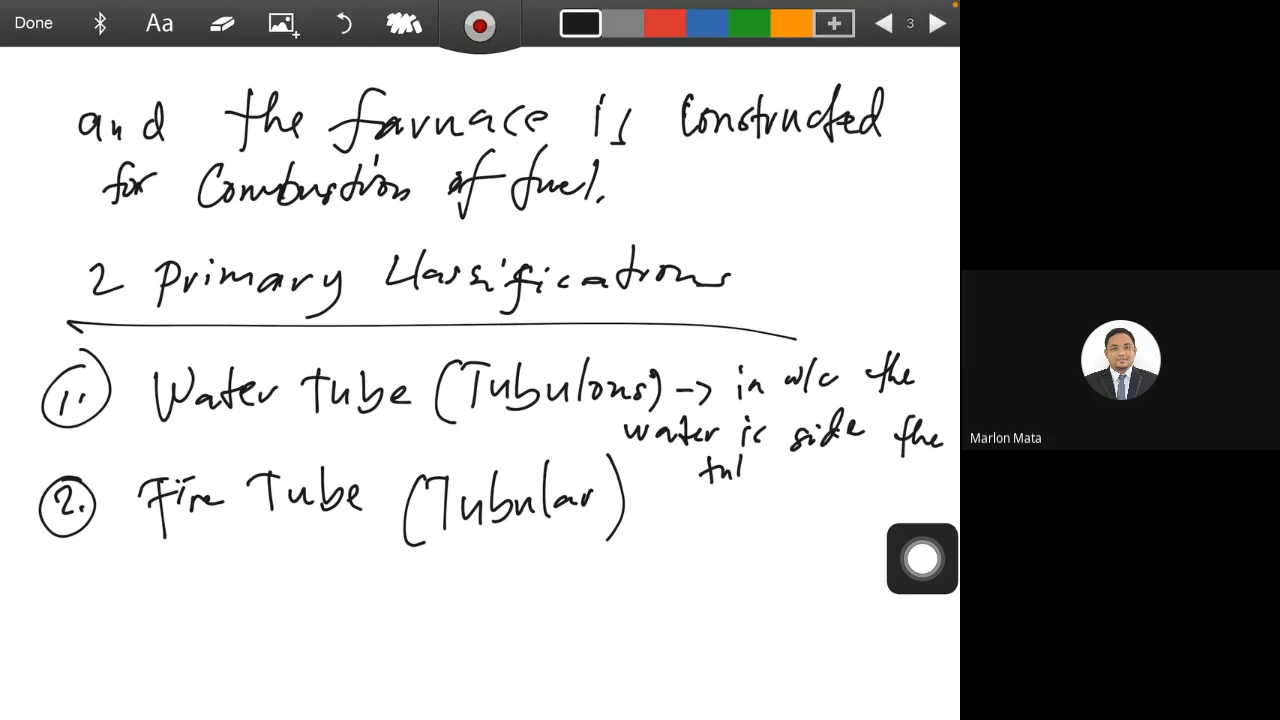 Done Aa 3
and the farnace is constructed
for Combustion of fuel.
2 Primary Classifications
1. Water Tube (Tubulous) → in w/c the
water is side the
tul
2. Fire Tube (Tubular)
Marlon Mata